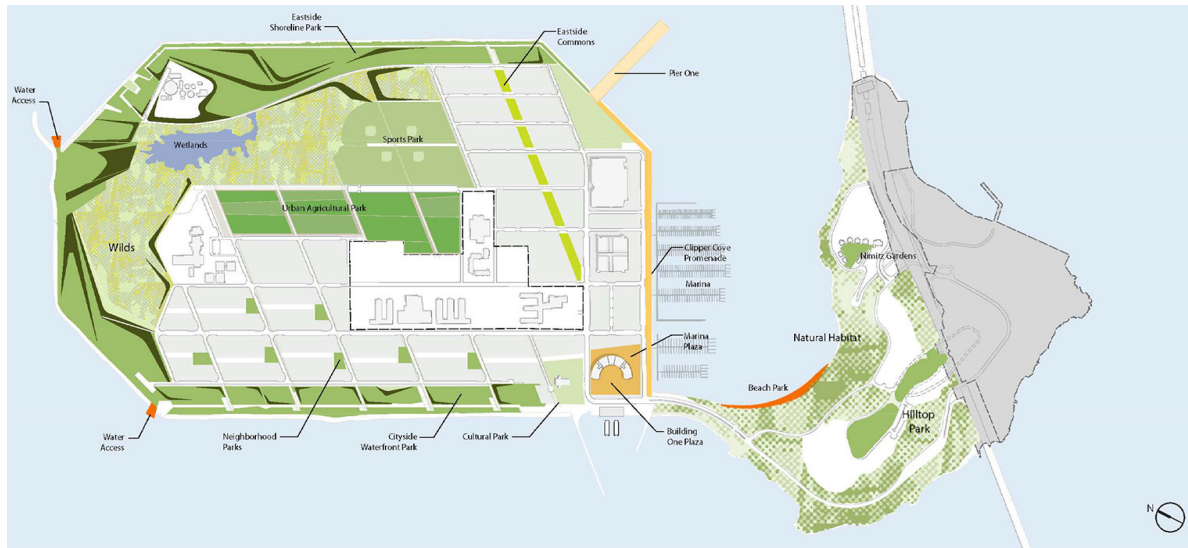 Eastside
Shoreline Park
Eastside
Commons
Pier One
Water
Access
Sports Park
Wetlands
Urban Agricultural Park
Wilds
Clipper Cove
Promenade
Nimitz Gardens
Marina
Natural Habitat
Marina
Plaza
Beach Park
Hilltop
Park
Water
Access
Neighborhood
Parks
Cityside
Waterfront Park
Cultural Park
Building
One Plaza
N